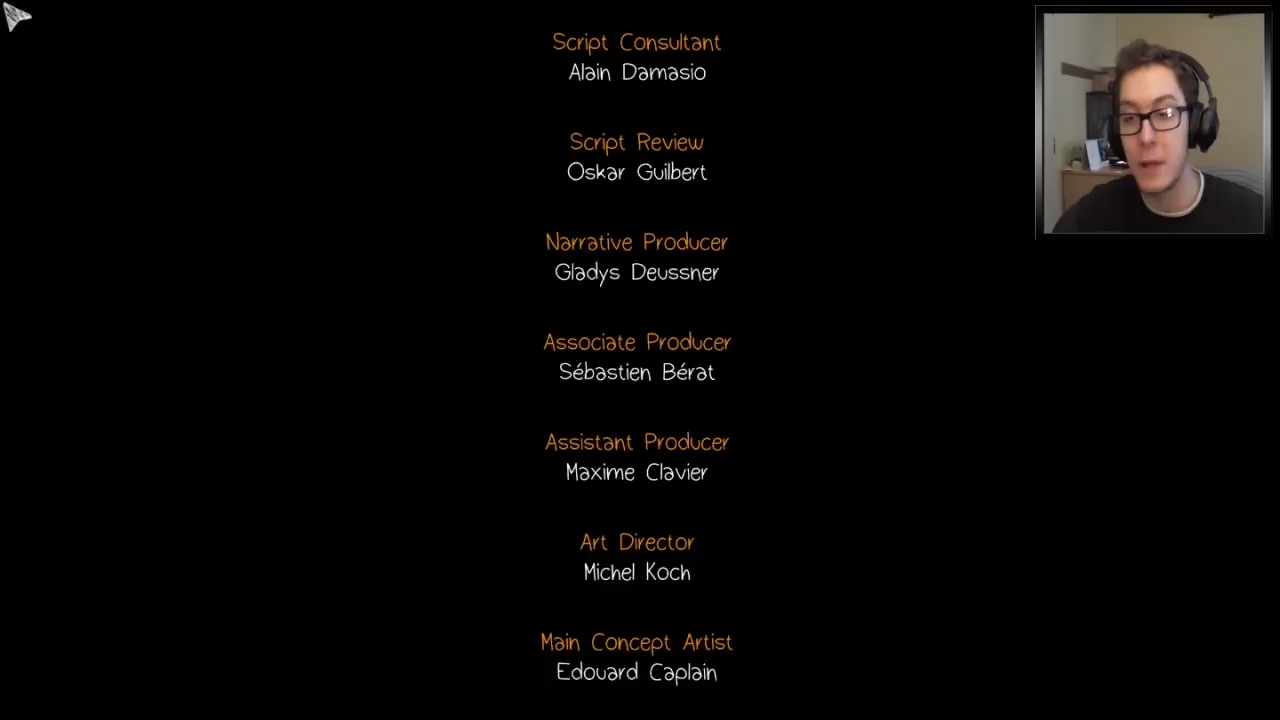 Script Consultant
Alain Damasio
Script Review
Oskar Guilbert
Narrative Producer
Gladys Deussner
Associate Producer
Sébastien Bérat
Assistant Producer
Maxime Clavier
Art Director
Michel Koch
Main Concept Artist
Edouard Caplain